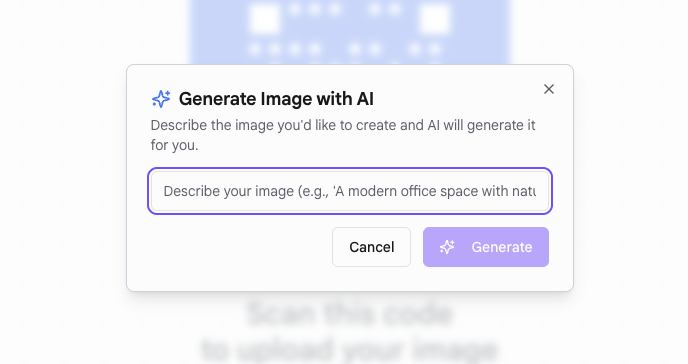 Generate Image with AI
Describe the image you'd like to create and AI will generate it
for you.
Describe your image (e.g., 'A modern office space with natu
Cancel
Generate
Scan this code
to upload your image